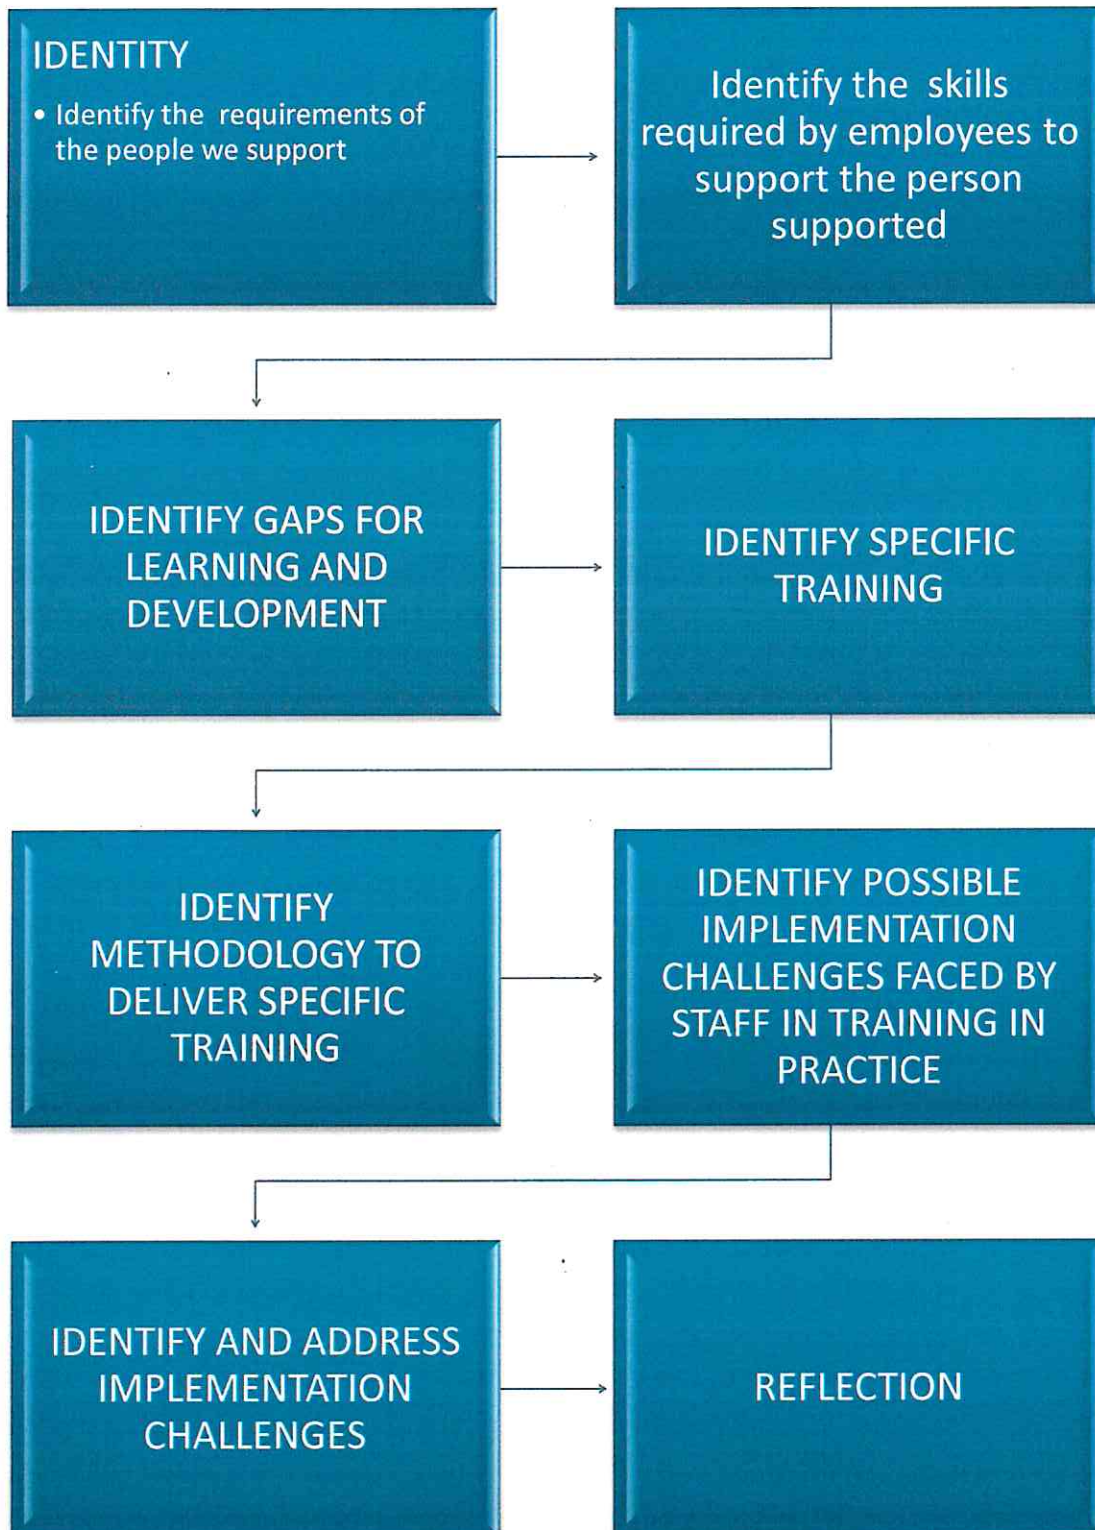 IDENTITY
• Identify the requirements of
the people we support
Identify the skills
required by employees to
support the person
supported
IDENTIFY GAPS FOR
LEARNING AND
DEVELOPMENT
IDENTIFY SPECIFIC
TRAINING
IDENTIFY
METHODOLOGY TO
DELIVER SPECIFIC
TRAINING
IDENTIFY POSSIBLE
IMPLEMENTATION
CHALLENGES FACED BY
STAFF IN TRAINING IN
PRACTICE
IDENTIFY AND ADDRESS
IMPLEMENTATION
CHALLENGES
REFLECTION